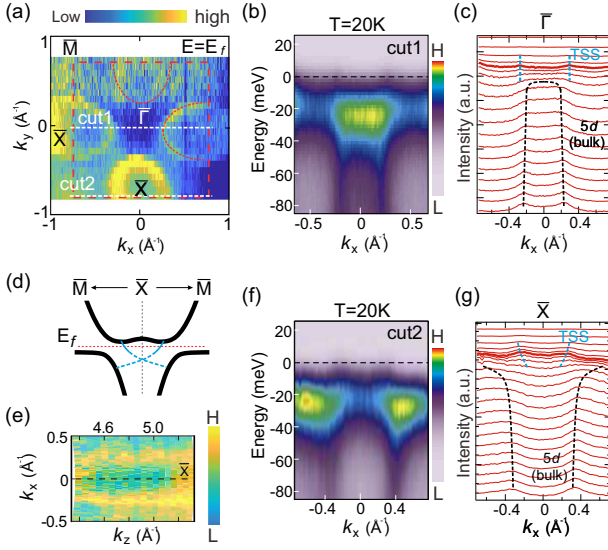 (a)
Low
high
1
M̅
E=E_f
Γ̅
cut1
X̅
0
k_y (Å⁻¹)
cut2
X̅
-1
-1
0
1
k_x (Å⁻¹)
(b)
T=20K
cut1
H
20
0
-20
-40
-60
-80
Energy (meV)
L
-0.5
0
0.5
k_x (Å⁻¹)
(c)
Γ̅
TSS
5d
(bulk)
Intensity (a.u.)
-0.4
0
0.4
k_x (Å⁻¹)
(d)
M̅
X̅
M̅
E_f
(e)
4.6
5.0
H
0.5
0
-0.5
X̅
k_x (Å⁻¹)
k_z (Å⁻¹)
L
(f)
T=20K
cut2
H
20
0
-20
-40
-60
-80
Energy (meV)
L
-0.4
0
0.4
k_x (Å⁻¹)
(g)
X̅
TSS
5d
(bulk)
Intensity (a.u.)
-0.4
0
0.4
k_x (Å⁻¹)